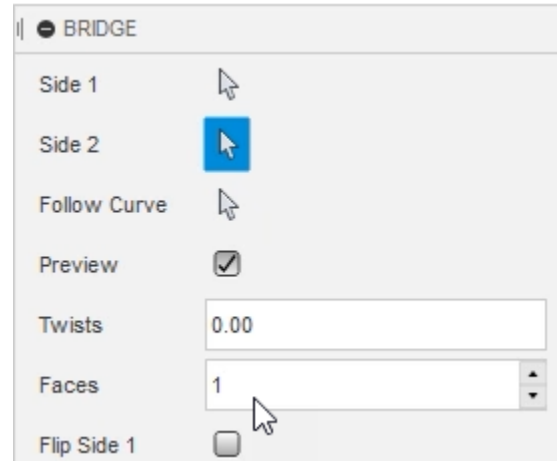 BRIDGE
Side 1
Side 2
Follow Curve
Preview
Twists 0.00
Faces 1
Flip Side 1